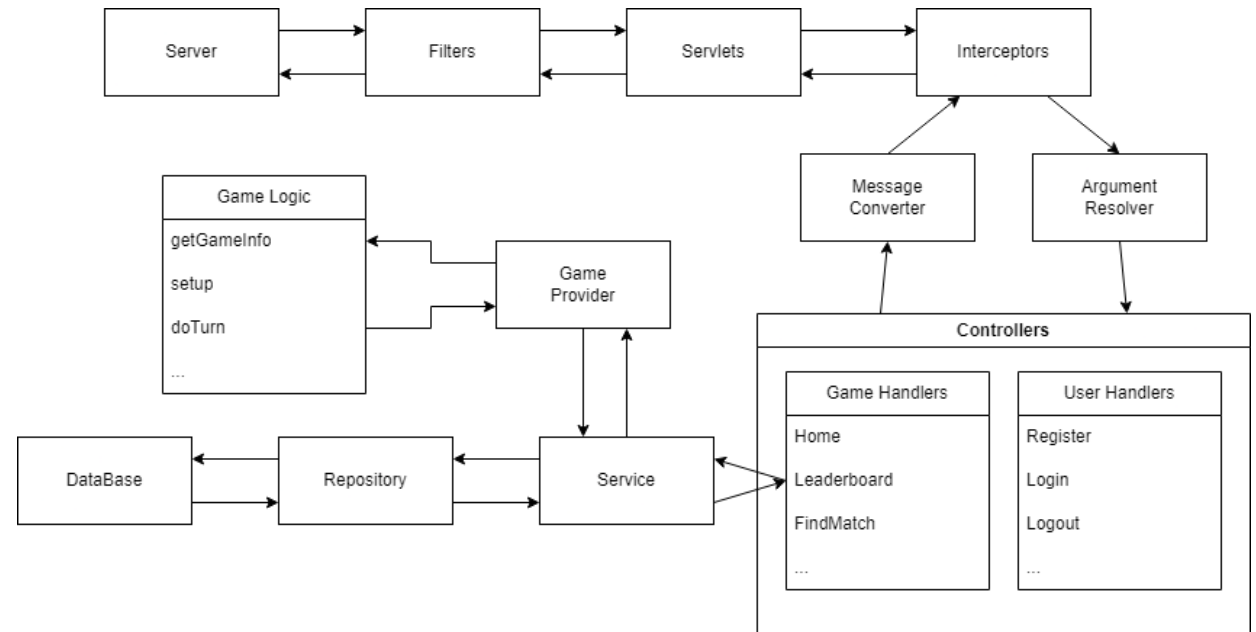 Server
Filters
Servlets
Interceptors
Message
Converter
Argument
Resolver
Game Logic
getGameInfo
setup
doTurn
...
Game
Provider
Controllers
Game Handlers
Home
Leaderboard
FindMatch
...
User Handlers
Register
Login
Logout
...
DataBase
Repository
Service